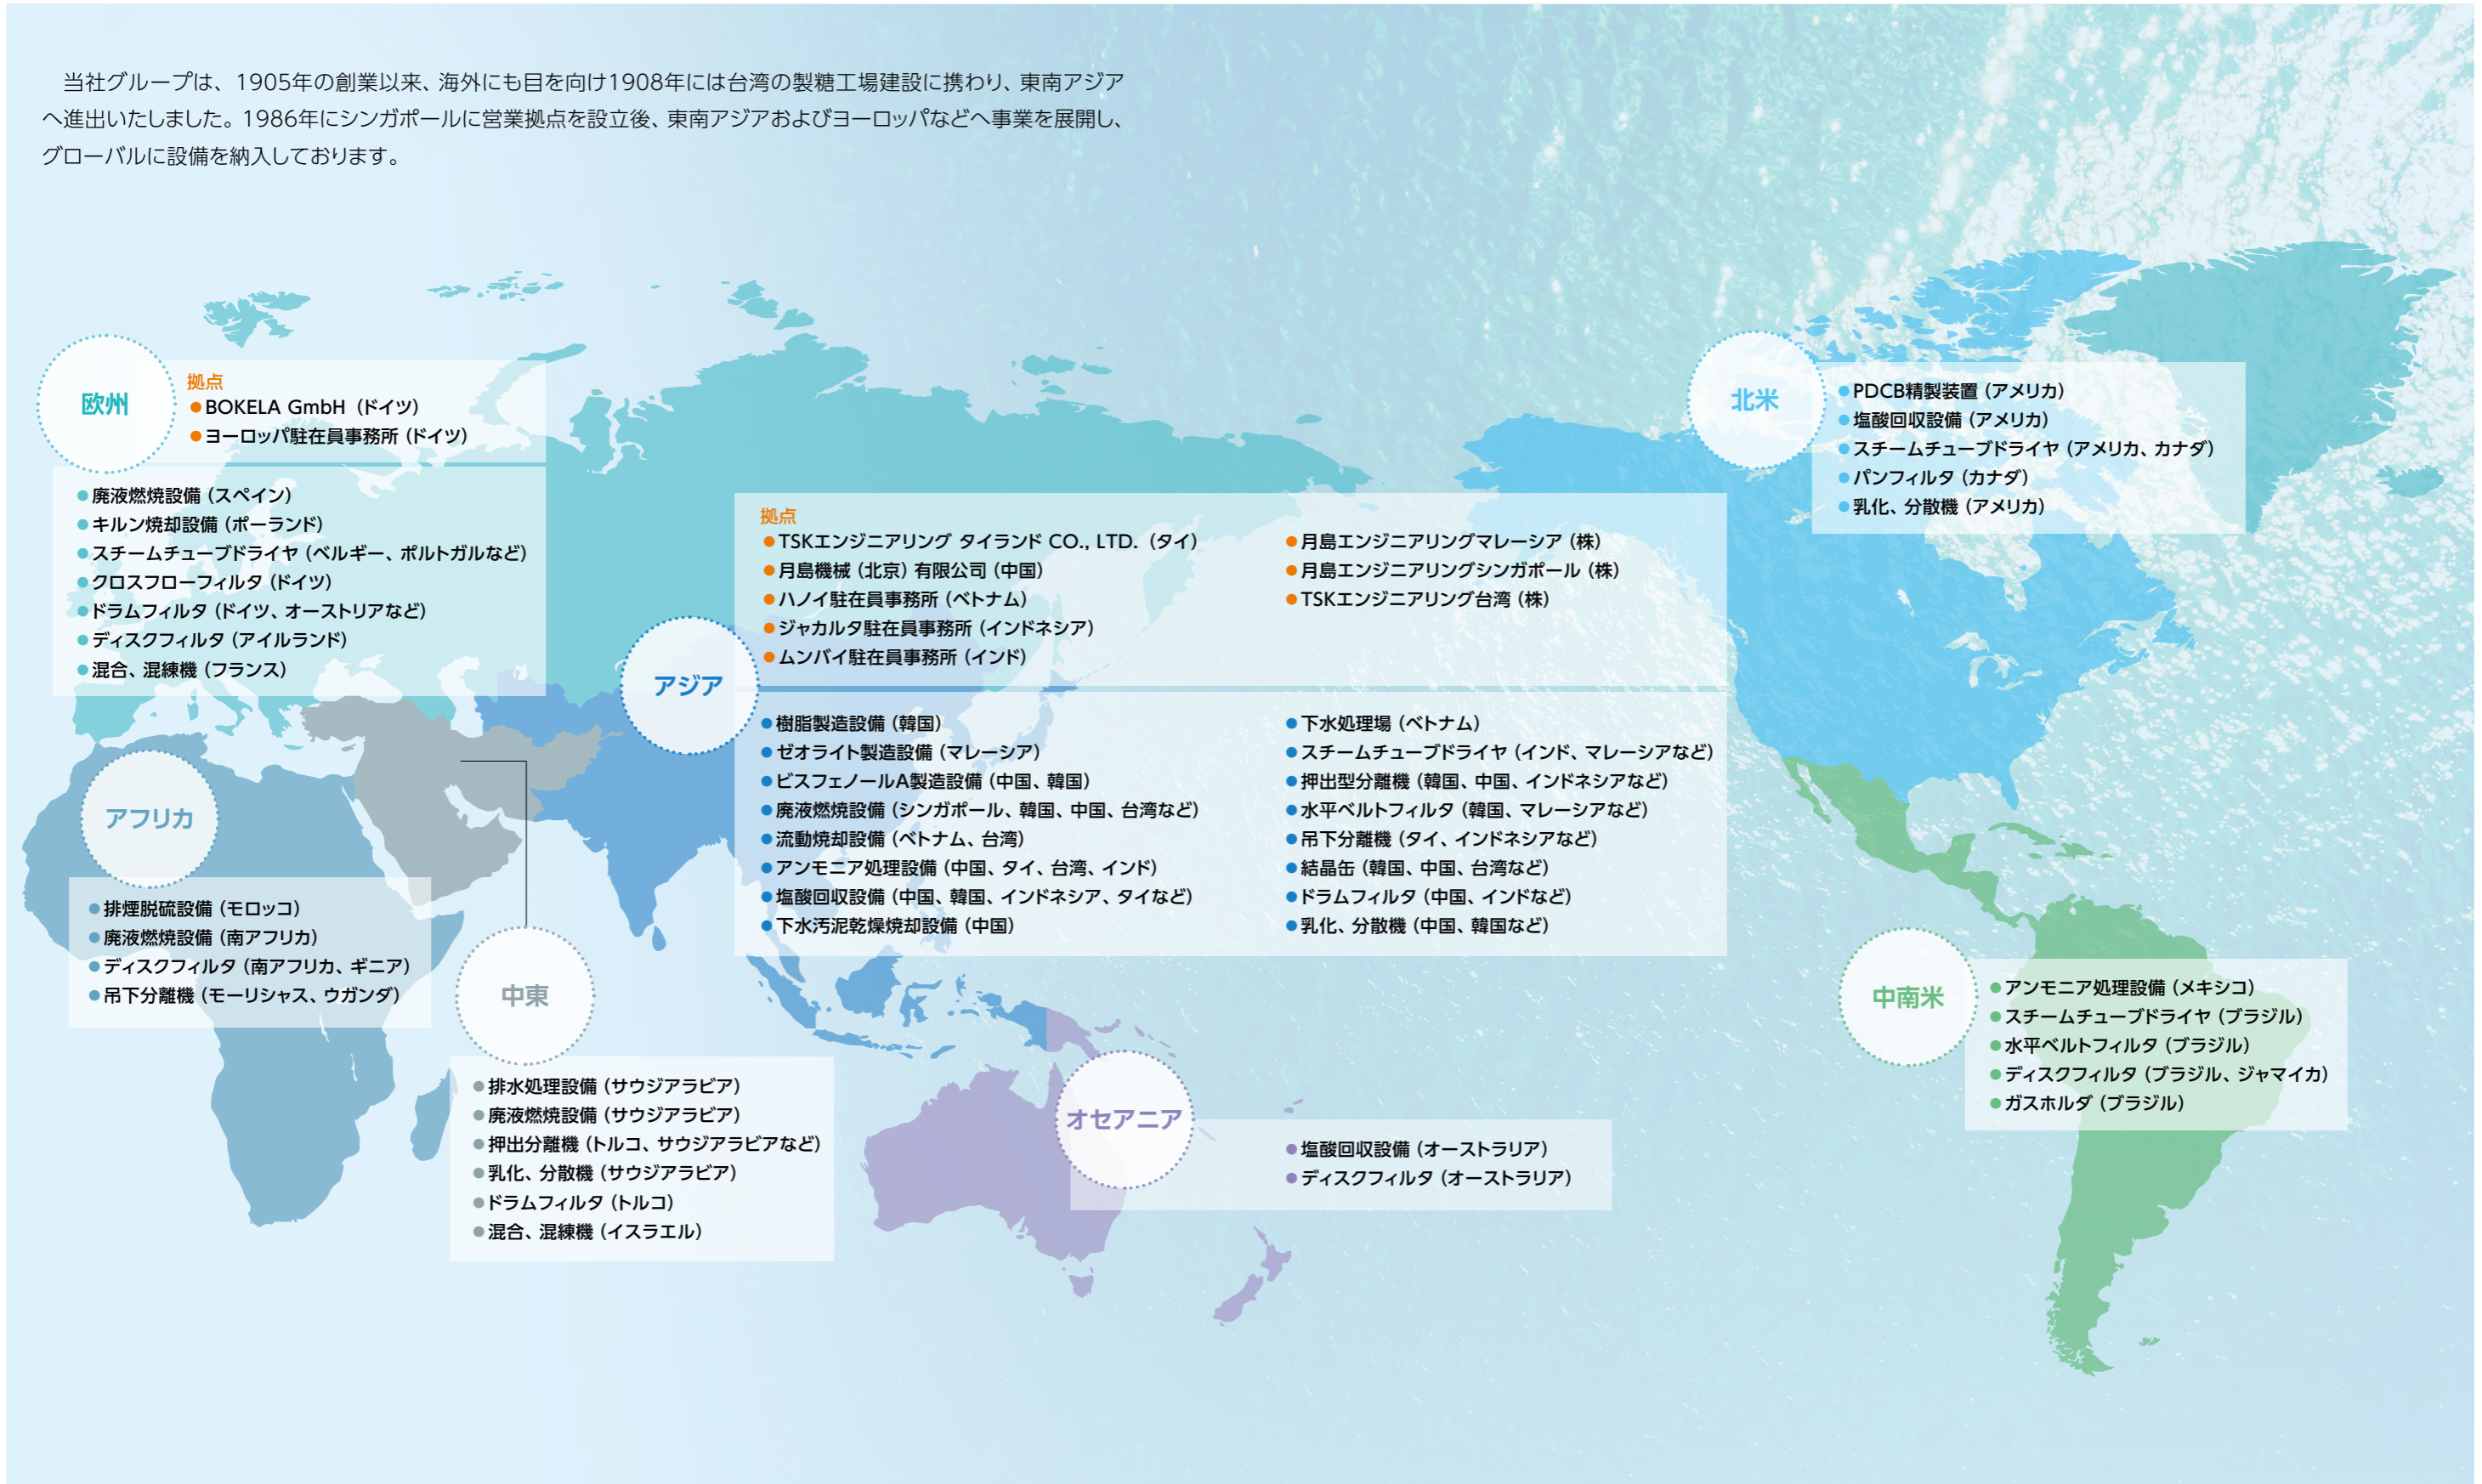 当社グループは、1905年の創業以来、海外にも目を向け1908年には台湾の製糖工場建設に携わり、東南アジア
へ進出いたしました。1986年にシンガポールに営業拠点を設立後、東南アジアおよびヨーロッパなどへ事業を展開し、
グローバルに設備を納入しております。
欧州
拠点
●BOKELA GmbH（ドイツ）
●ヨーロッパ駐在員事務所（ドイツ）
●廃液燃焼設備（スペイン）
●キルン焼却設備（ポーランド）
●スチームチューブドライヤ（ベルギー、ポルトガルなど）
●クロスフローフィルタ（ドイツ）
●ドラムフィルタ（ドイツ、オーストリアなど）
●ディスクフィルタ（アイルランド）
●混合、混練機（フランス）
アジア
拠点
●TSKエンジニアリング タイランド CO., LTD.（タイ）
●月島機械（北京）有限公司（中国）
●ハノイ駐在員事務所（ベトナム）
●ジャカルタ駐在員事務所（インドネシア）
●ムンバイ駐在員事務所（インド）
●月島エンジニアリングマレーシア（株）
●月島エンジニアリングシンガポール（株）
●TSKエンジニアリング台湾（株）
●樹脂製造設備（韓国）
●ゼオライト製造設備（マレーシア）
●ビスフェノールA製造設備（中国、韓国）
●廃液燃焼設備（シンガポール、韓国、中国、台湾など）
●流動焼却設備（ベトナム、台湾）
●アンモニア処理設備（中国、タイ、台湾、インド）
●塩酸回収設備（中国、韓国、インドネシア、タイなど）
●下水汚泥乾燥焼却設備（中国）
●下水処理場（ベトナム）
●スチームチューブドライヤ（インド、マレーシアなど）
●押出型分離機（韓国、中国、インドネシアなど）
●水平ベルトフィルタ（韓国、マレーシアなど）
●吊下分離機（タイ、インドネシアなど）
●結晶缶（韓国、中国、台湾など）
●ドラムフィルタ（中国、インドなど）
●乳化、分散機（中国、韓国など）
北米
●PDCB精製装置（アメリカ）
●塩酸回収設備（アメリカ）
●スチームチューブドライヤ（アメリカ、カナダ）
●パンフィルタ（カナダ）
●乳化、分散機（アメリカ）
アフリカ
●排煙脱硫設備（モロッコ）
●廃液燃焼設備（南アフリカ）
●ディスクフィルタ（南アフリカ、ギニア）
●吊下分離機（モーリシャス、ウガンダ）
中東
●排水処理設備（サウジアラビア）
●廃液燃焼設備（サウジアラビア）
●押出分離機（トルコ、サウジアラビアなど）
●乳化、分散機（サウジアラビア）
●ドラムフィルタ（トルコ）
●混合、混練機（イスラエル）
オセアニア
●塩酸回収設備（オーストラリア）
●ディスクフィルタ（オーストラリア）
中南米
●アンモニア処理設備（メキシコ）
●スチームチューブドライヤ（ブラジル）
●水平ベルトフィルタ（ブラジル）
●ディスクフィルタ（ブラジル、ジャマイカ）
●ガスホルダ（ブラジル）